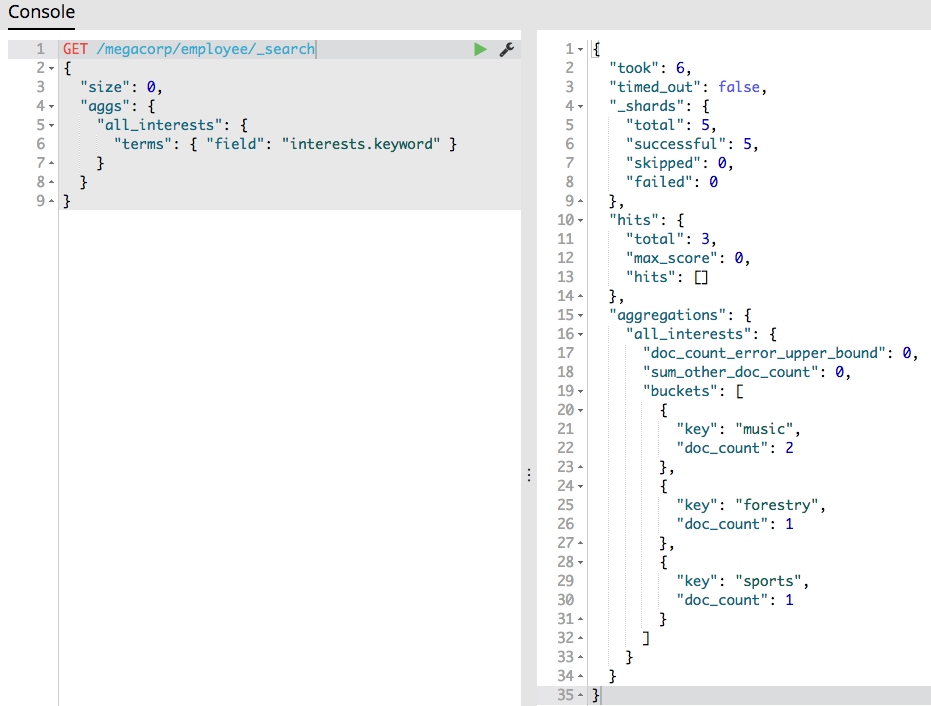 Console
1 GET /megacorp/employee/_search
2 {
3 "size": 0,
4 "aggs": {
5 "all_interests": {
6 "terms": { "field": "interests.keyword" }
7 }
8 }
9 }
1 {
2 "took": 6,
3 "timed_out": false,
4 "_shards": {
5 "total": 5,
6 "successful": 5,
7 "skipped": 0,
8 "failed": 0
9 },
10 "hits": {
11 "total": 3,
12 "max_score": 0,
13 "hits": []
14 },
15 "aggregations": {
16 "all_interests": {
17 "doc_count_error_upper_bound": 0,
18 "sum_other_doc_count": 0,
19 "buckets": [
20 {
21 "key": "music",
22 "doc_count": 2
23 },
24 {
25 "key": "forestry",
26 "doc_count": 1
27 },
28 {
29 "key": "sports",
30 "doc_count": 1
31 }
32 ]
33 }
34 }
35 }